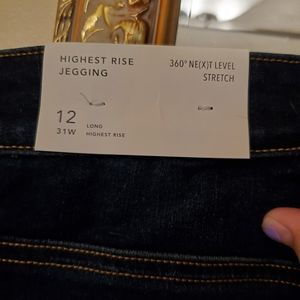 HIGHEST RISE
JEGGING
360° NE(X)T LEVEL
STRETCH
12
31W
LONG
HIGHEST RISE